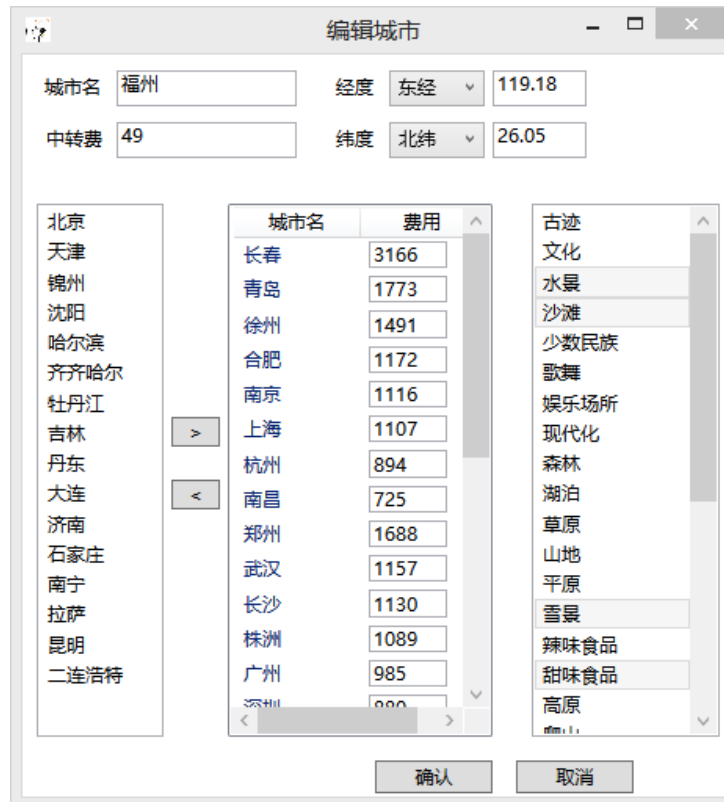 编辑城市
城市名 福州 经度 东经 119.18
中转费 49 纬度 北纬 26.05
北京
天津
锦州
沈阳
哈尔滨
齐齐哈尔
牡丹江
吉林
丹东
大连
济南
石家庄
南宁
拉萨
昆明
二连浩特
>
<
城市名 费用
长春 3166
青岛 1773
徐州 1491
合肥 1172
南京 1116
上海 1107
杭州 894
南昌 725
郑州 1688
武汉 1157
长沙 1130
株洲 1089
广州 985
深圳 880
古迹
文化
水景
沙滩
少数民族
歌舞
娱乐场所
现代化
森林
湖泊
草原
山地
平原
雪景
辣味食品
甜味食品
高原
爬山
确认 取消